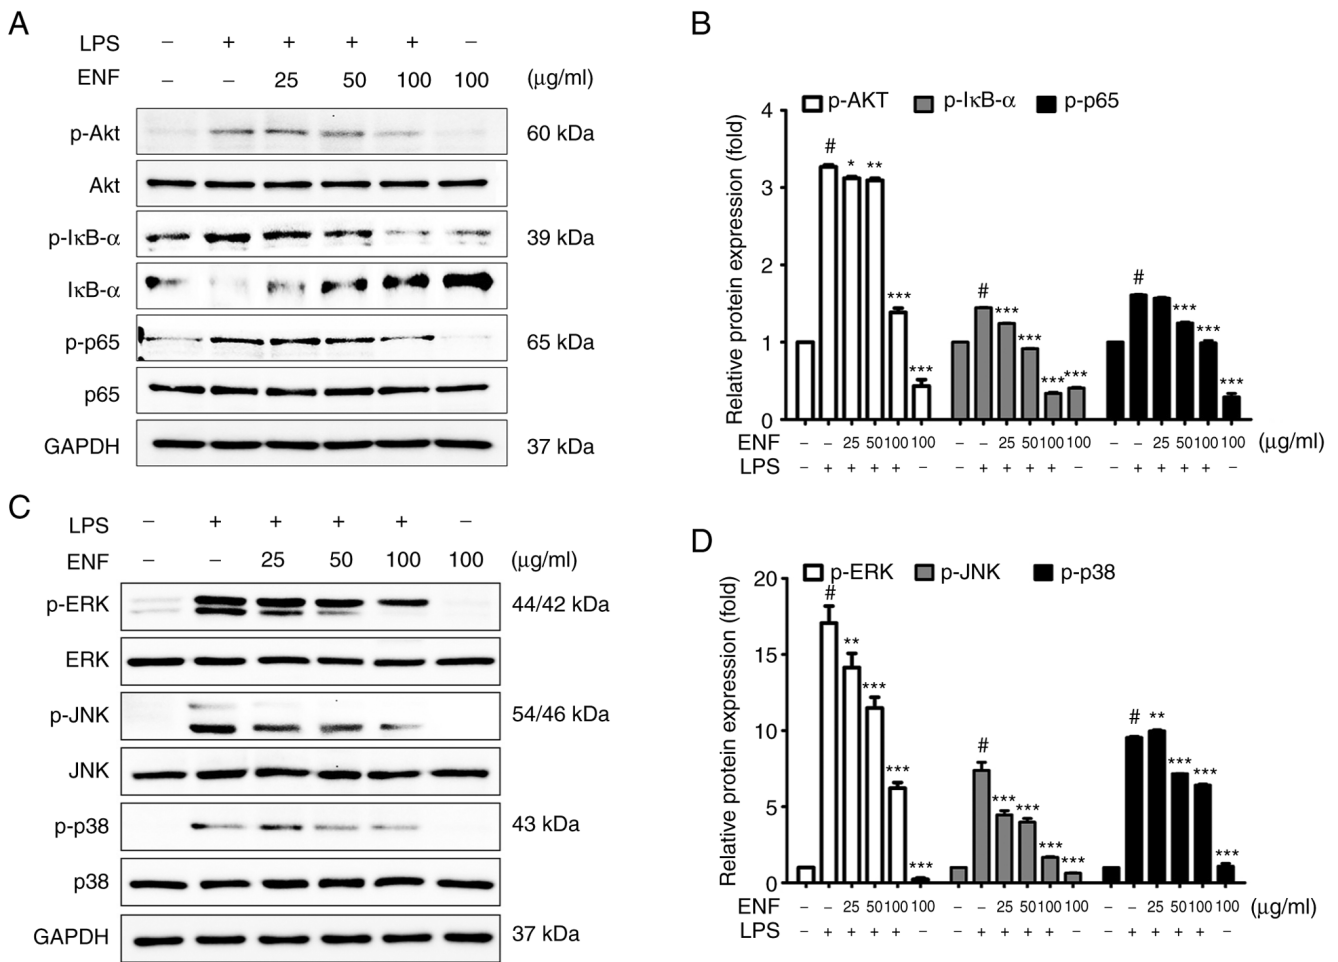 A
LPS – + + + + –
ENF – – 25 50 100 100 (μg/ml)
p-Akt 60 kDa
Akt
p-IκB-α 39 kDa
IκB-α
p-p65 65 kDa
p65
GAPDH 37 kDa
B
p-AKT p-IκB-α p-p65
Relative protein expression (fold)
4
3
2
1
0
# * ** *** ***
# *** *** *** ***
# *** *** ***
ENF – – 25 50 100 100 – – 25 50 100 100 – – 25 50 100 100 (μg/ml)
LPS – + + + + – – + + + + – – + + + + –
C
LPS – + + + + –
ENF – – 25 50 100 100 (μg/ml)
p-ERK 44/42 kDa
ERK
p-JNK 54/46 kDa
JNK
p-p38 43 kDa
p38
GAPDH 37 kDa
D
p-ERK p-JNK p-p38
Relative protein expression (fold)
20
15
10
5
0
# ** *** *** ***
# *** *** *** ***
# ** *** *** ***
ENF – – 25 50 100 100 – – 25 50 100 100 – – 25 50 100 100 (μg/ml)
LPS – + + + + – – + + + + – – + + + + –